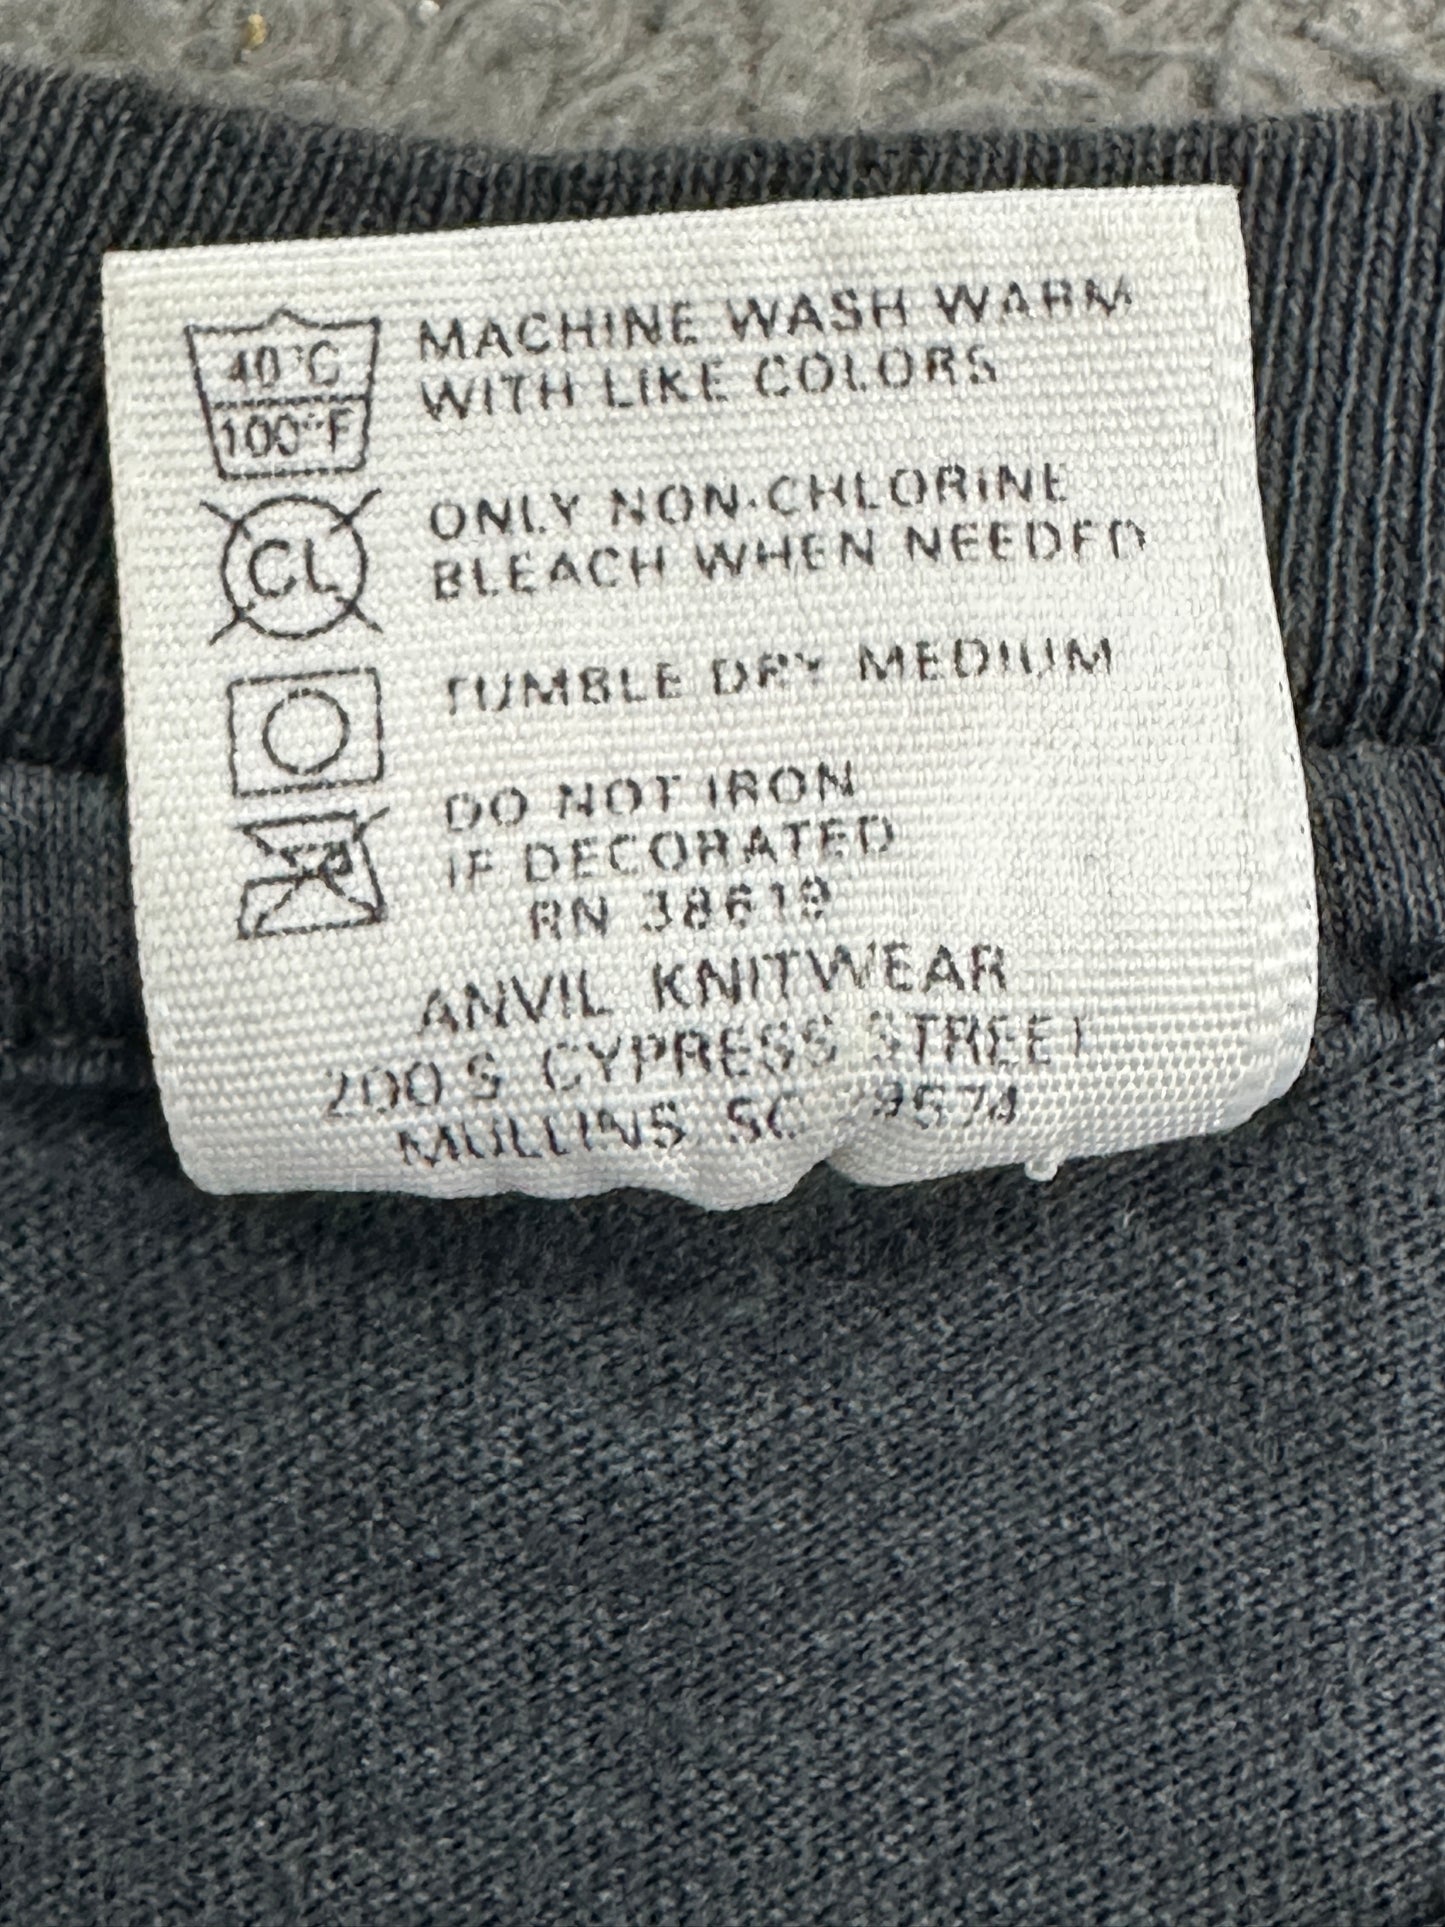 40°C
100°F
MACHINE WASH WARM
WITH LIKE COLORS
CL
ONLY NON-CHLORINE
BLEACH WHEN NEEDED
TUMBLE DRY MEDIUM
DO NOT IRON
IF DECORATED
RN 38619
ANVIL KNITWEAR
200 S CYPRESS STREET
MULLINS SC 29574